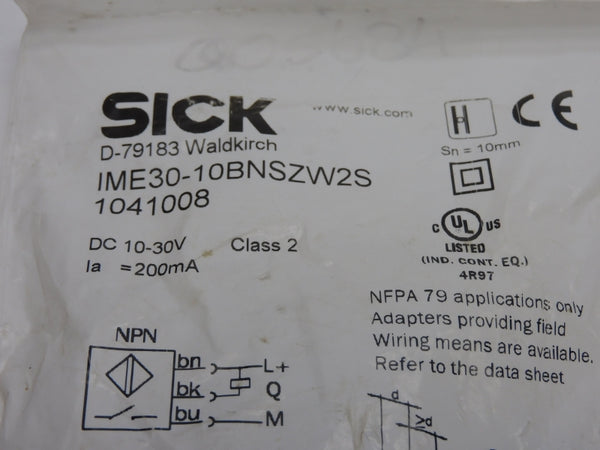 SICK
www.sick.com
CE
D-79183 Waldkirch
Sn = 10mm
IME30-10BNSZW2S
1041008
C UL US
LISTED
(IND. CONT. EQ.)
4R97
DC 10-30V Class 2
Ia = 200mA
NFPA 79 applications only
Adapters providing field
Wiring means are available.
Refer to the data sheet
NPN
bn L+
bk Q
bu M
d
≥d